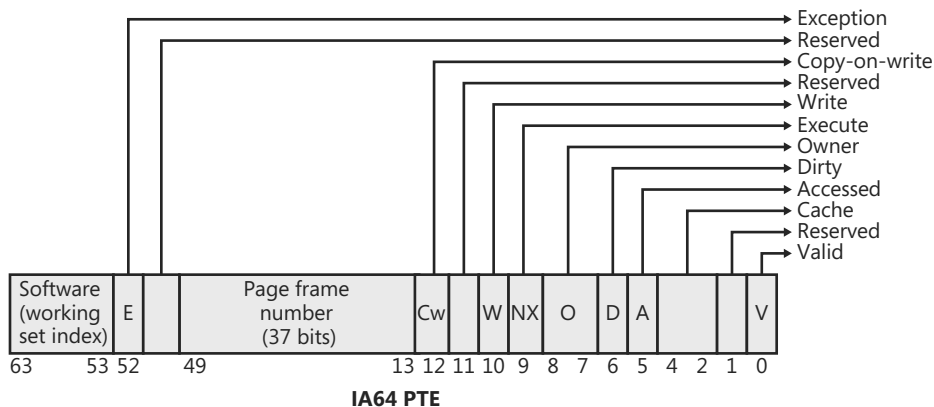 Exception
Reserved
Copy-on-write
Reserved
Write
Execute
Owner
Dirty
Accessed
Cache
Reserved
Valid
Software
(working
set index)
E
Page frame
number
(37 bits)
Cw
W
NX
O
D
A
V
63 53 52 49 13 12 11 10 9 8 7 6 5 4 2 1 0
IA64 PTE